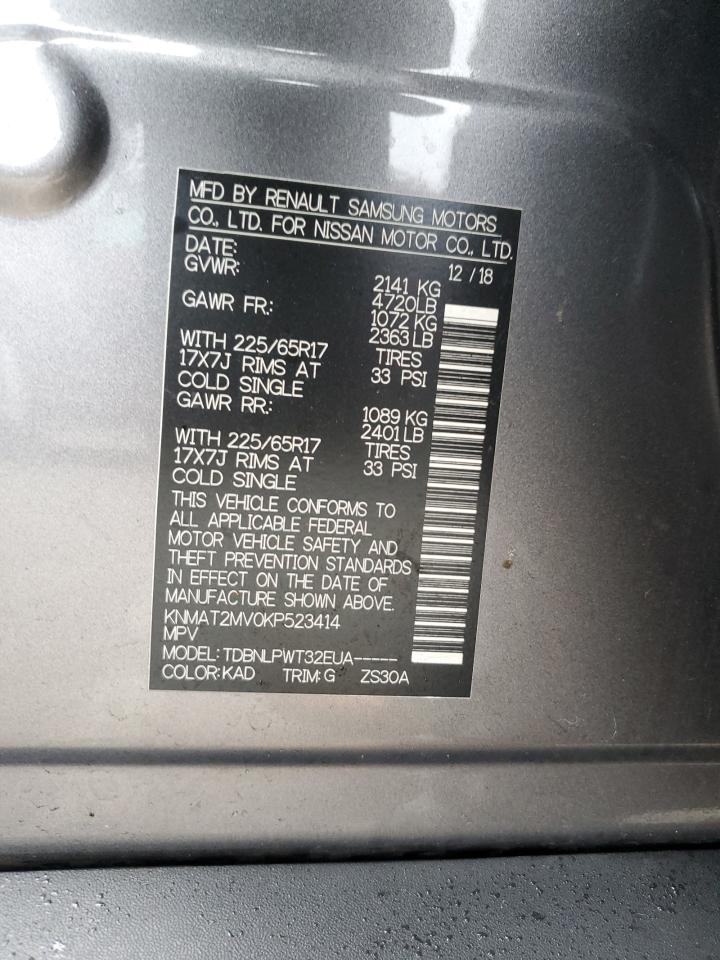 MFD BY RENAULT SAMSUNG MOTORS
CO., LTD. FOR NISSAN MOTOR CO., LTD.
DATE: 12 / 18
GVWR: 2141 KG
4720LB
GAWR FR: 1072 KG
2363 LB
WITH 225/65R17 TIRES
17X7J RIMS AT 33 PSI
COLD SINGLE
GAWR RR: 1089 KG
2401 LB
WITH 225/65R17 TIRES
17X7J RIMS AT 33 PSI
COLD SINGLE
THIS VEHICLE CONFORMS TO
ALL APPLICABLE FEDERAL
MOTOR VEHICLE SAFETY AND
THEFT PREVENTION STANDARDS
IN EFFECT ON THE DATE OF
MANUFACTURE SHOWN ABOVE.
KNMAT2MV0KP523414
MPV
MODEL: TDBNLPWT32EUA-----
COLOR: KAD TRIM: G ZS30A